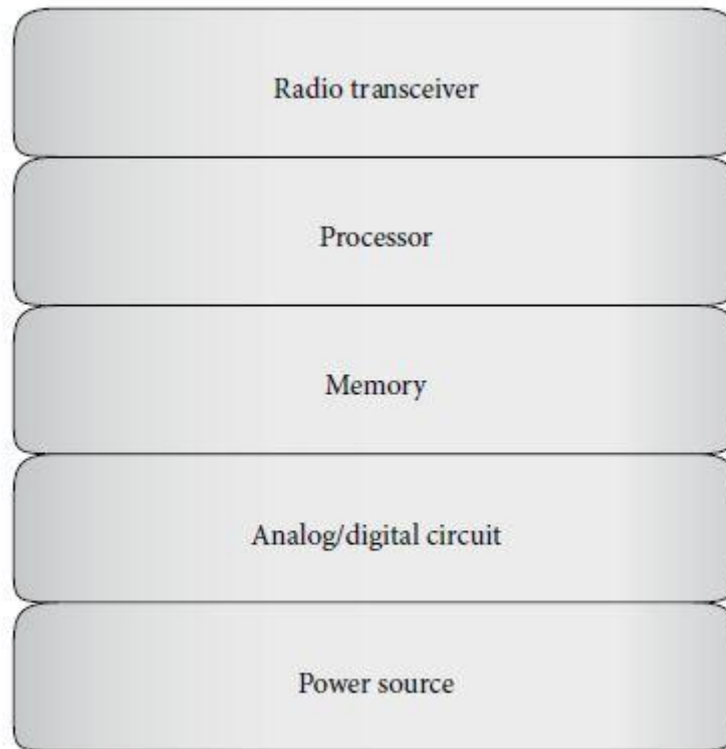 Radio transceiver
Processor
Memory
Analog/digital circuit
Power source